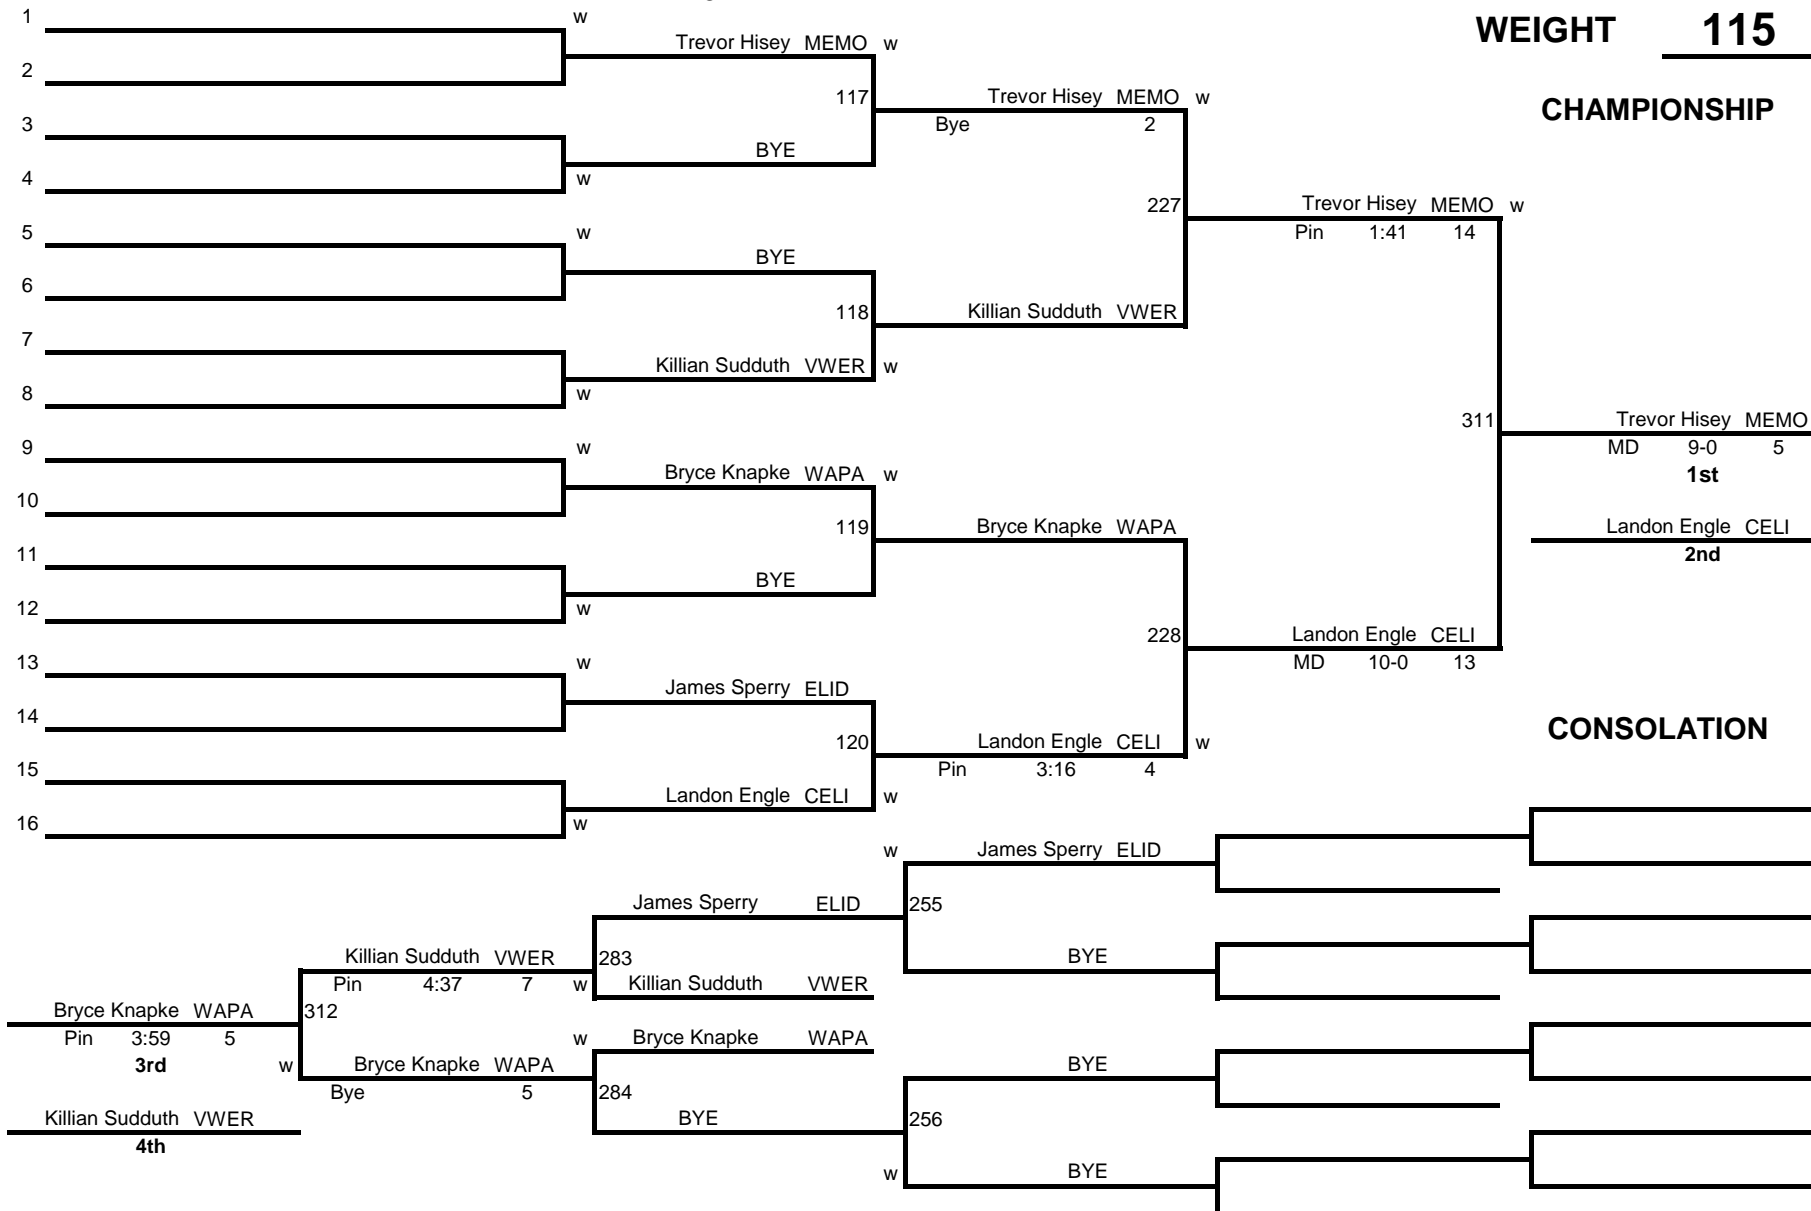 WEIGHT 115
CHAMPIONSHIP
1 w
Trevor Hisey MEMO w
2
117 Trevor Hisey MEMO w
Bye 2
3
BYE
4 w
227 Trevor Hisey MEMO w
Pin 1:41 14
5 w
BYE
6
118 Killian Sudduth VWER
7
Killian Sudduth VWER w
8 w
311 Trevor Hisey MEMO
MD 9-0 5
1st
9 w
Bryce Knapke WAPA w
10
119 Bryce Knapke WAPA
Landon Engle CELI
2nd
11
BYE
12 w
228 Landon Engle CELI
MD 10-0 13
13 w
James Sperry ELID
14
CONSOLATION
120 Landon Engle CELI w
Pin 3:16 4
15
Landon Engle CELI w
16 w
w James Sperry ELID
James Sperry ELID 255
Killian Sudduth VWER 283 BYE
Pin 4:37 7 w Killian Sudduth VWER
Bryce Knapke WAPA 312
Pin 3:59 5
3rd w
w Bryce Knapke WAPA
Bryce Knapke WAPA BYE
Bye 5 284
Killian Sudduth VWER BYE 256
4th
w BYE